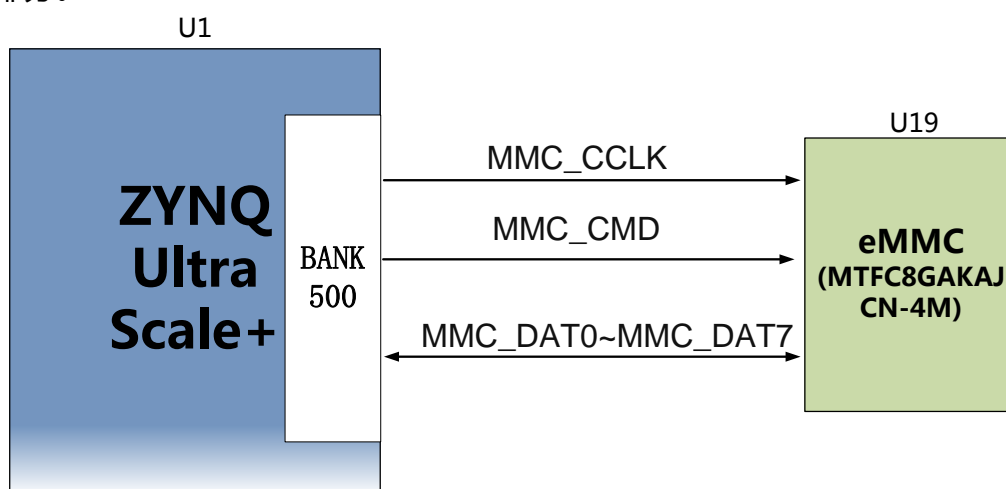 U1
U19
ZYNQ
Ultra
Scale+
BANK
500
MMC_CCLK
MMC_CMD
MMC_DAT0~MMC_DAT7
eMMC
(MTFC8GAKAJ
CN-4M)